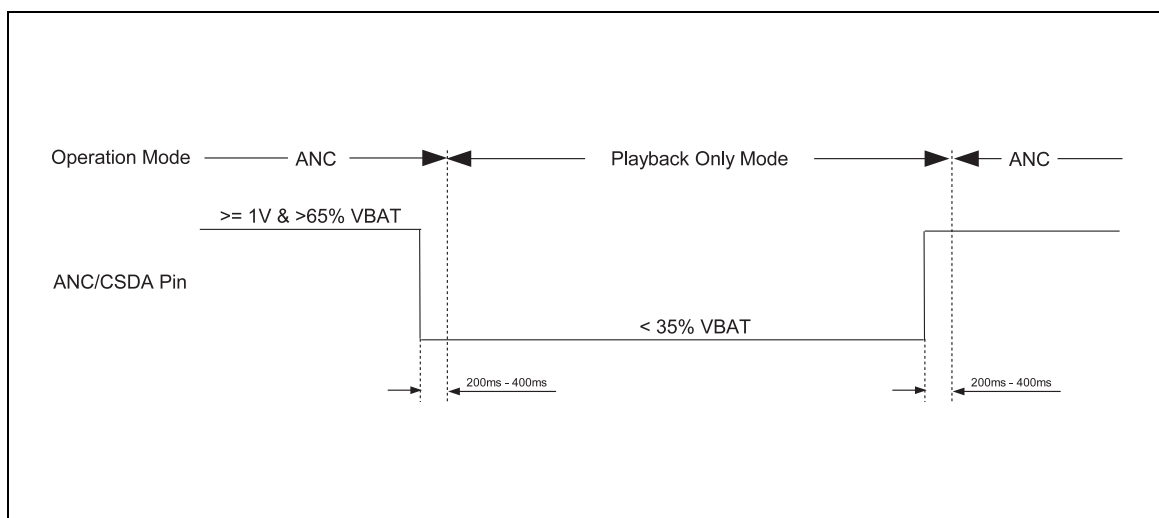 Operation Mode
ANC
Playback Only Mode
ANC
>= 1V & >65% VBAT
ANC/CSDA Pin
< 35% VBAT
200ms - 400ms
200ms - 400ms